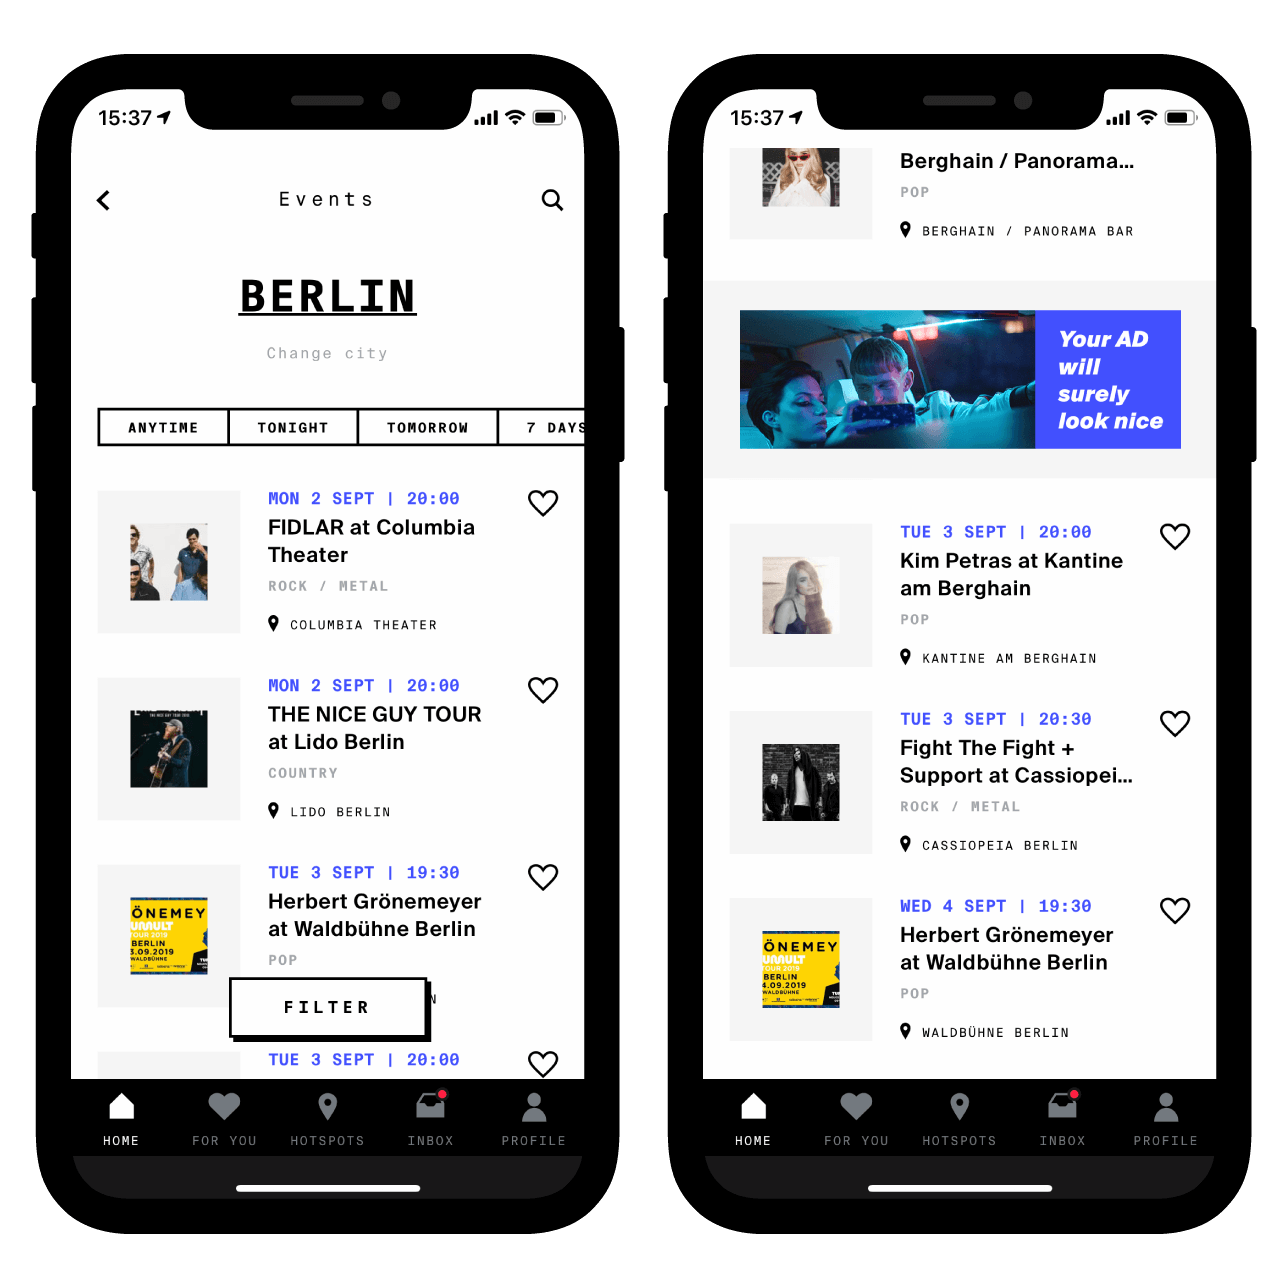 15:37
Events
BERLIN
Change city
ANYTIME
TONIGHT
TOMORROW
7 DAYS
MON 2 SEPT | 20:00
FIDLAR at Columbia
Theater
ROCK / METAL
COLUMBIA THEATER
MON 2 SEPT | 20:00
THE NICE GUY TOUR
at Lido Berlin
COUNTRY
LIDO BERLIN
THE NICE GUY TOUR 2019
TUE 3 SEPT | 19:30
Herbert Grönemeyer
at Waldbühne Berlin
POP
N
ÖNEMEY
UMULT
TOUR 2019
BERLIN
3.09.2019
WALDBÜHNE
FILTER
TUE 3 SEPT | 20:00
HOME
FOR YOU
HOTSPOTS
INBOX
PROFILE
15:37
Berghain / Panorama...
POP
BERGHAIN / PANORAMA BAR
Your AD
will
surely
look nice
TUE 3 SEPT | 20:00
Kim Petras at Kantine
am Berghain
POP
KANTINE AM BERGHAIN
TUE 3 SEPT | 20:30
Fight The Fight +
Support at Cassiopei...
ROCK / METAL
CASSIOPEIA BERLIN
WED 4 SEPT | 19:30
Herbert Grönemeyer
at Waldbühne Berlin
POP
WALDBÜHNE BERLIN
ÖNEMEY
UMULT
TOUR 2019
BERLIN
4.09.2019
WALDBÜHNE
HOME
FOR YOU
HOTSPOTS
INBOX
PROFILE